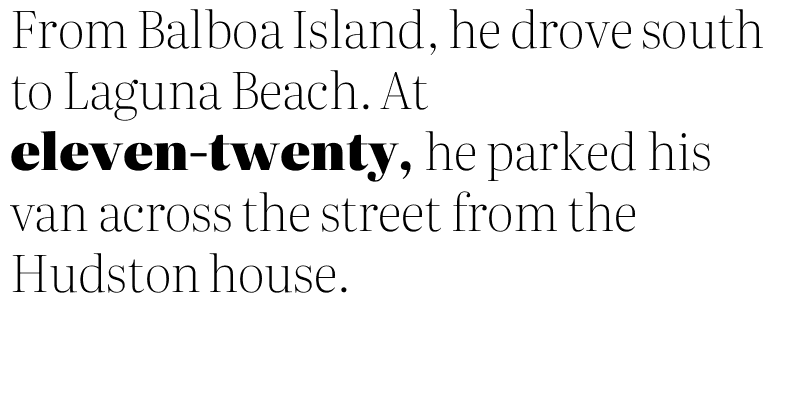 From Balboa Island, he drove south
to Laguna Beach. At
eleven-twenty, he parked his
van across the street from the
Hudston house.